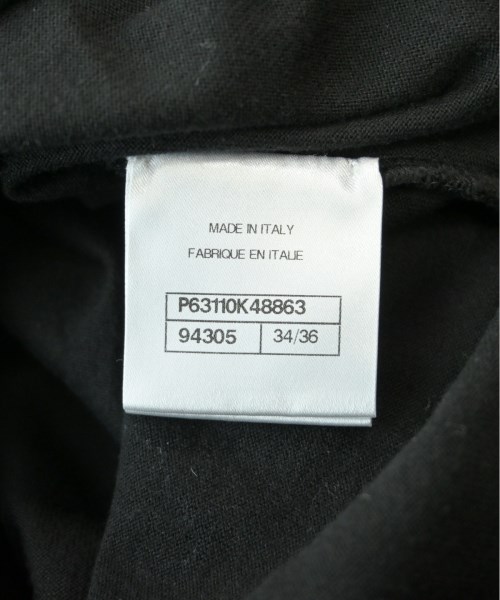 MADE IN ITALY
FABRIQUE EN ITALIE
P63110K48863
94305 34/36